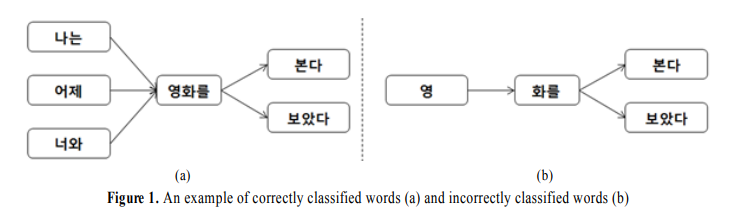 나는
본다
본다
어제
영화를
영
화를
보았다
보았다
너와
(a)
(b)
Figure 1. An example of correctly classified words (a) and incorrectly classified words (b)